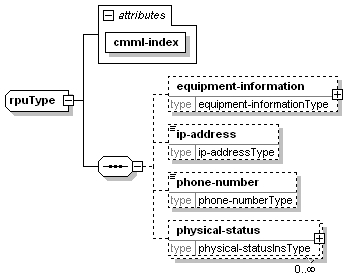 attributes
cmml-index
rpuType
equipment-information
type equipment-informationType
ip-address
type ip-addressType
phone-number
type phone-numberType
physical-status
type physical-statusInsType
0..∞